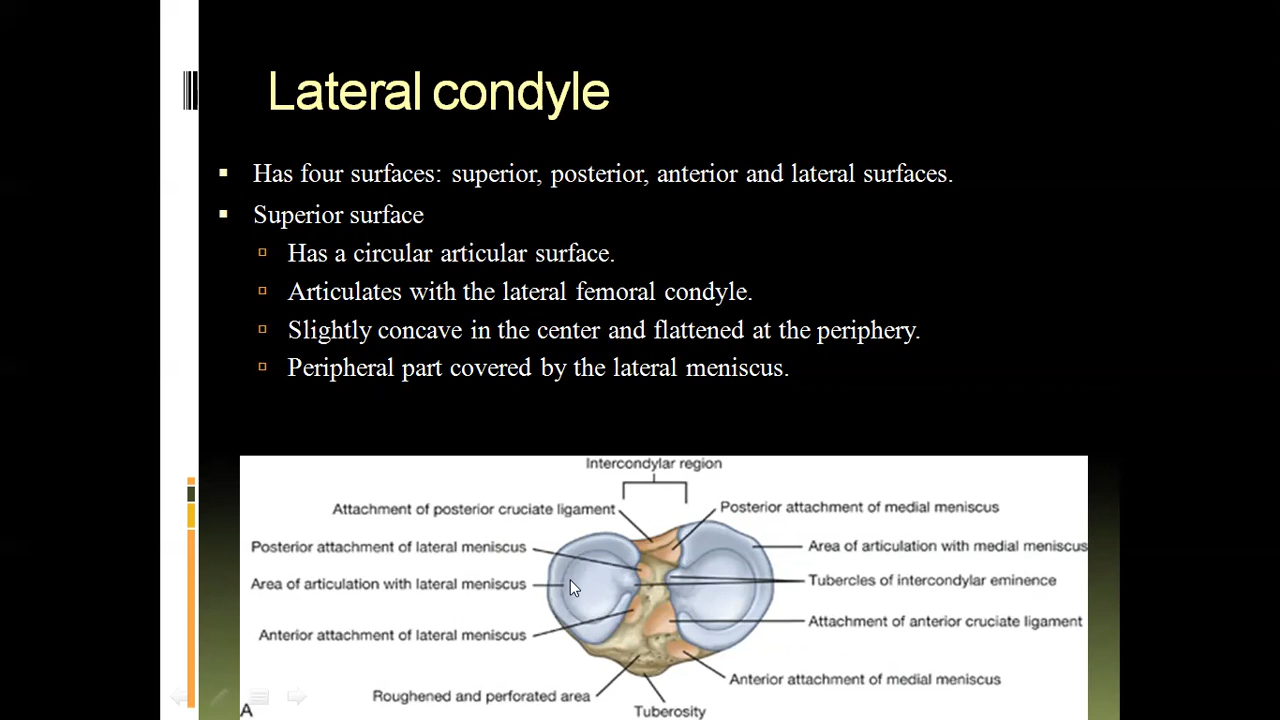 Lateral condyle
Has four surfaces: superior, posterior, anterior and lateral surfaces.
Superior surface
Has a circular articular surface.
Articulates with the lateral femoral condyle.
Slightly concave in the center and flattened at the periphery.
Peripheral part covered by the lateral meniscus.
Intercondylar region
Attachment of posterior cruciate ligament
Posterior attachment of medial meniscus
Posterior attachment of lateral meniscus
Area of articulation with medial meniscus
Area of articulation with lateral meniscus
Tubercles of intercondylar eminence
Anterior attachment of lateral meniscus
Attachment of anterior cruciate ligament
Roughened and perforated area
Anterior attachment of medial meniscus
Tuberosity
A